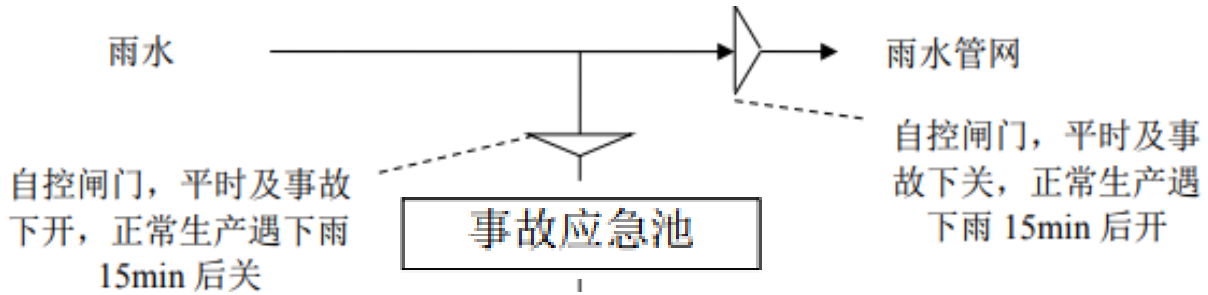 雨水
雨水管网
自控闸门，平时及事
故下关，正常生产遇
下雨 15min 后开
自控闸门，平时及事故
下开，正常生产遇下雨
15min 后关
事故应急池